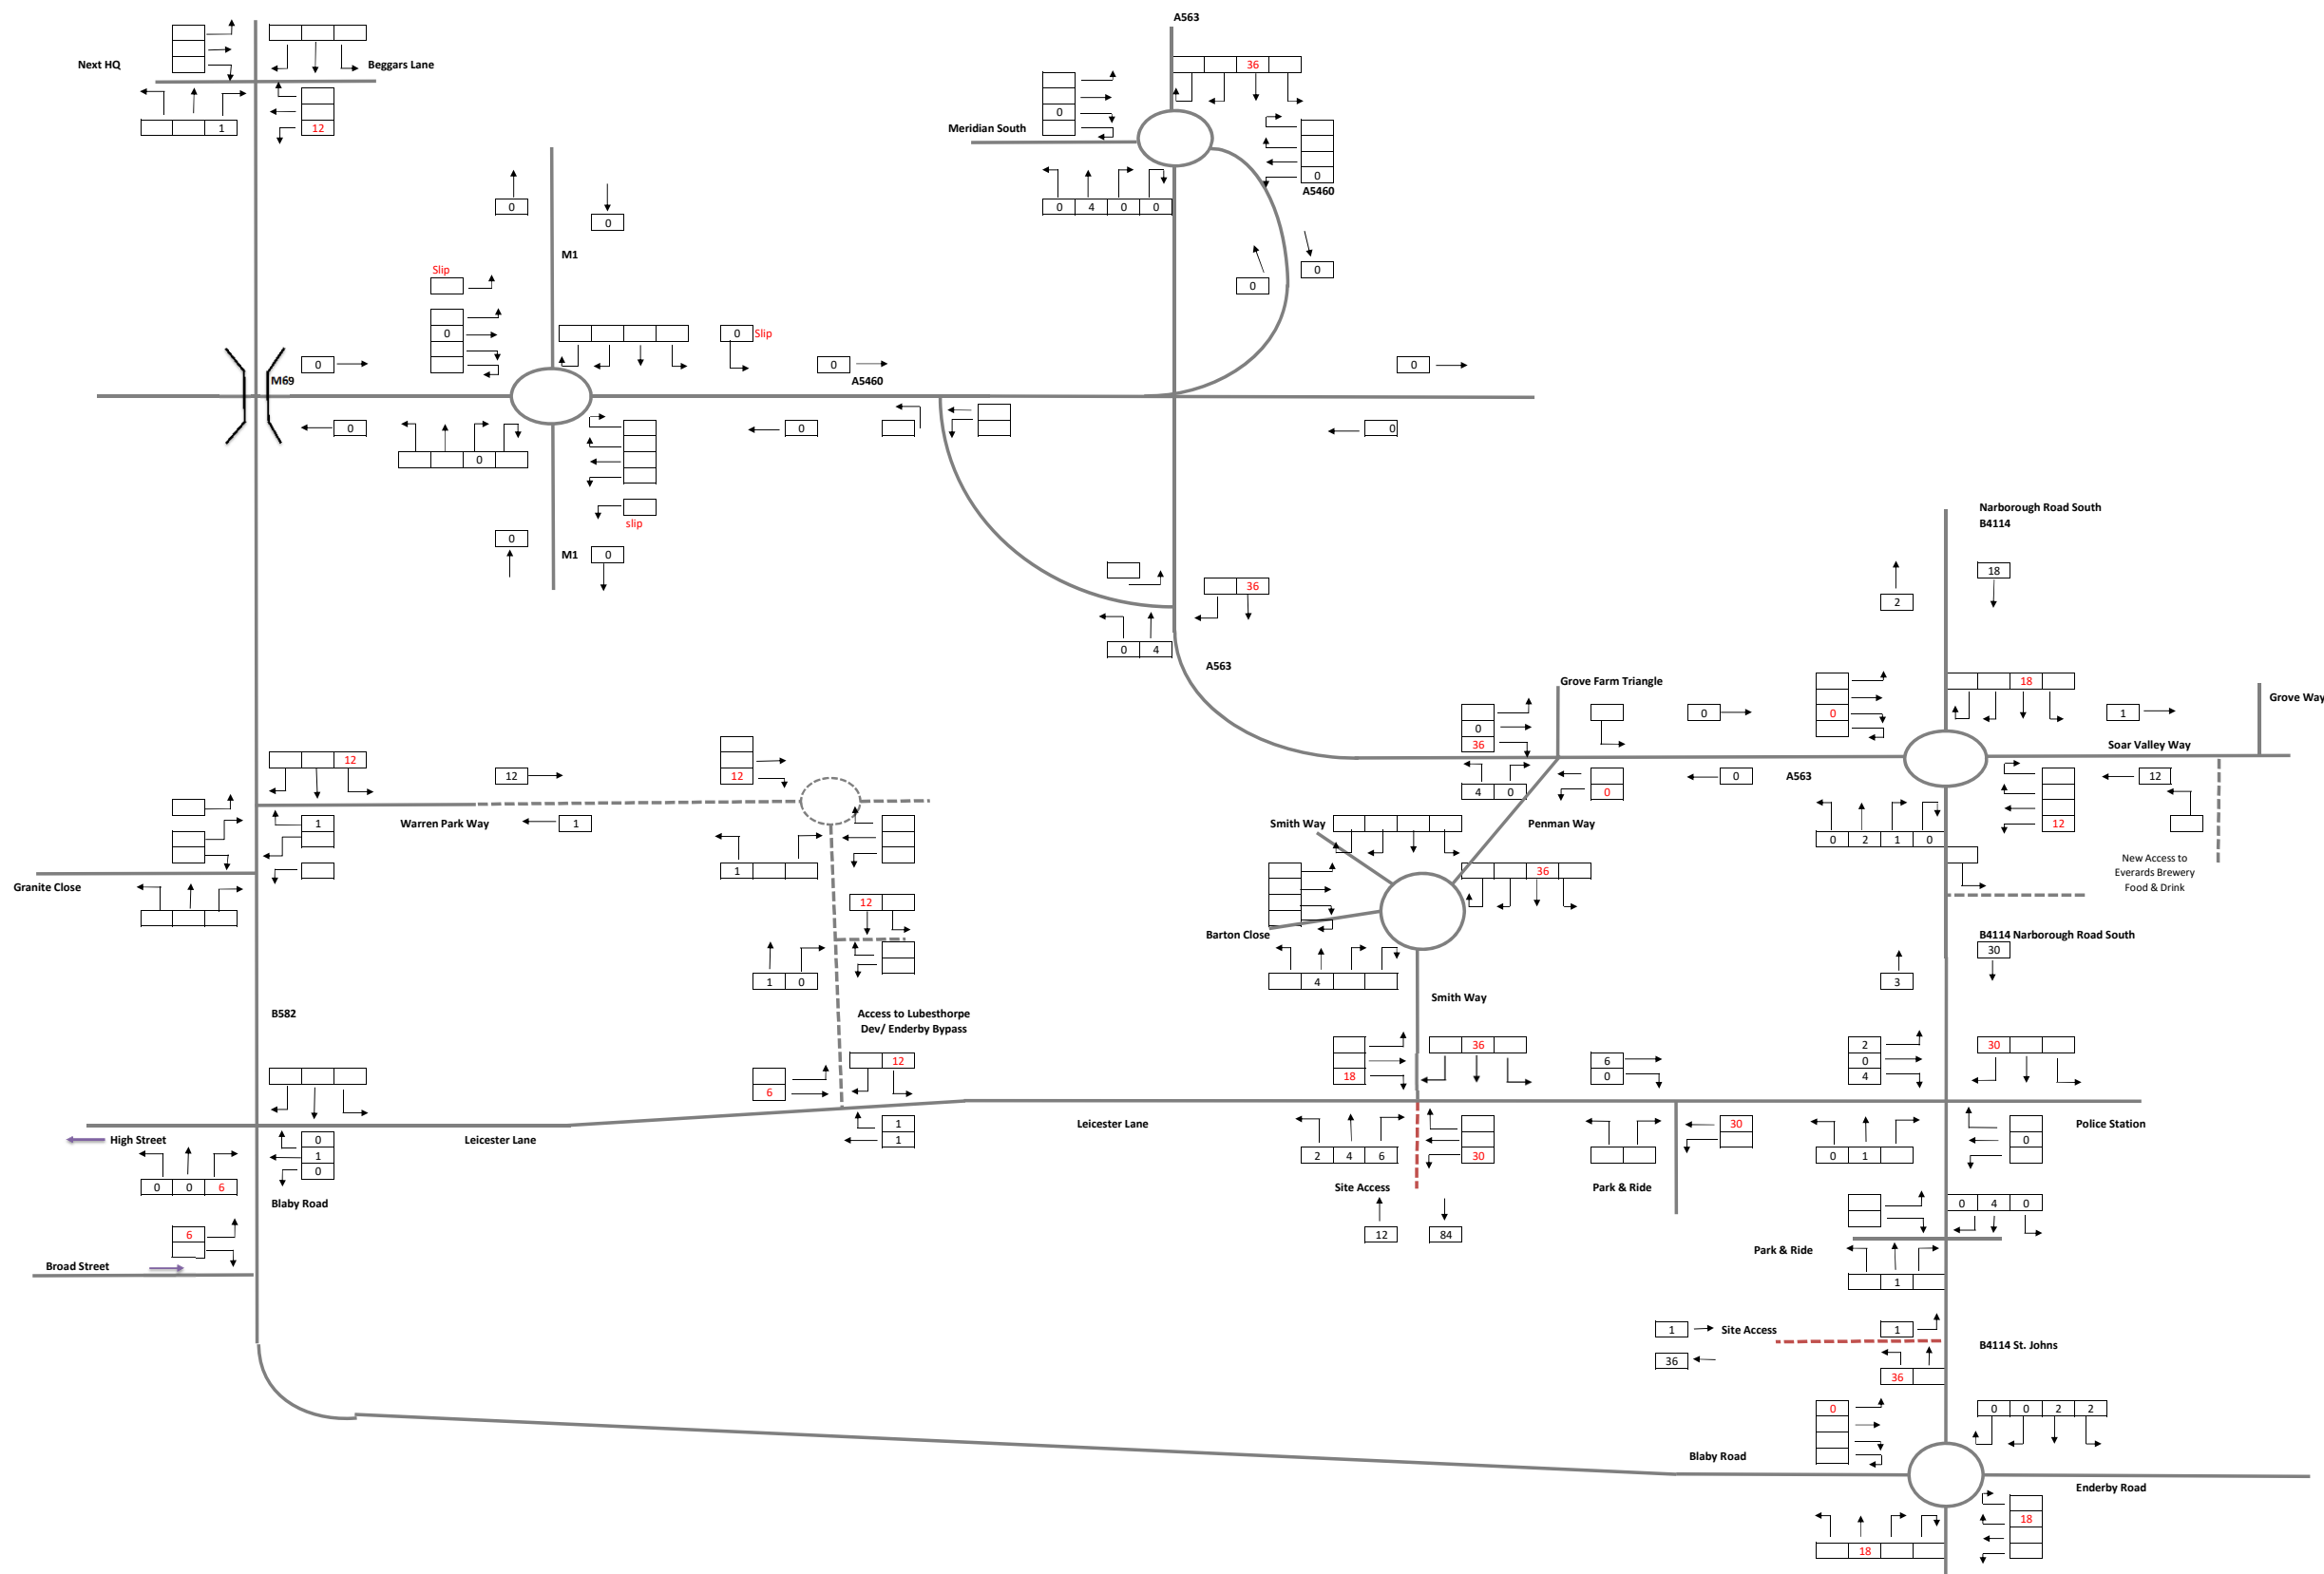 A563
36
Next HQ
Beggars Lane
0
Meridian South
1
12
0
A5460
0
4
0
0
0
0
M1
Slip
0
0
0
0
Slip
0
A5460
0
0
M69
0
0
0
0
0
slip
0
M1
0
Narborough Road South
B4114
18
2
36
0
4
A563
Grove Farm Triangle
18
Grove Way
0
36
0
0
1
Soar Valley Way
12
12
12
4
0
0
0
A563
12
1
Warren Park Way
1
Smith Way
Penman Way
0
2
1
0
12
1
36
New Access to
Everards Brewery
Food & Drink
Granite Close
12
Barton Close
B4114 Narborough Road South
30
1
0
4
3
Smith Way
B582
Access to Lubesthorpe
Dev/ Enderby Bypass
12
6
36
18
6
0
2
0
4
30
High Street
0
1
0
Leicester Lane
1
1
Leicester Lane
30
Police Station
0
0
6
2
4
6
30
0
1
0
Blaby Road
Site Access
Park & Ride
12
84
0
4
0
6
Broad Street
Park & Ride
1
1
Site Access
1
B4114 St. Johns
36
36
0
0
0
2
2
Blaby Road
Enderby Road
18
18